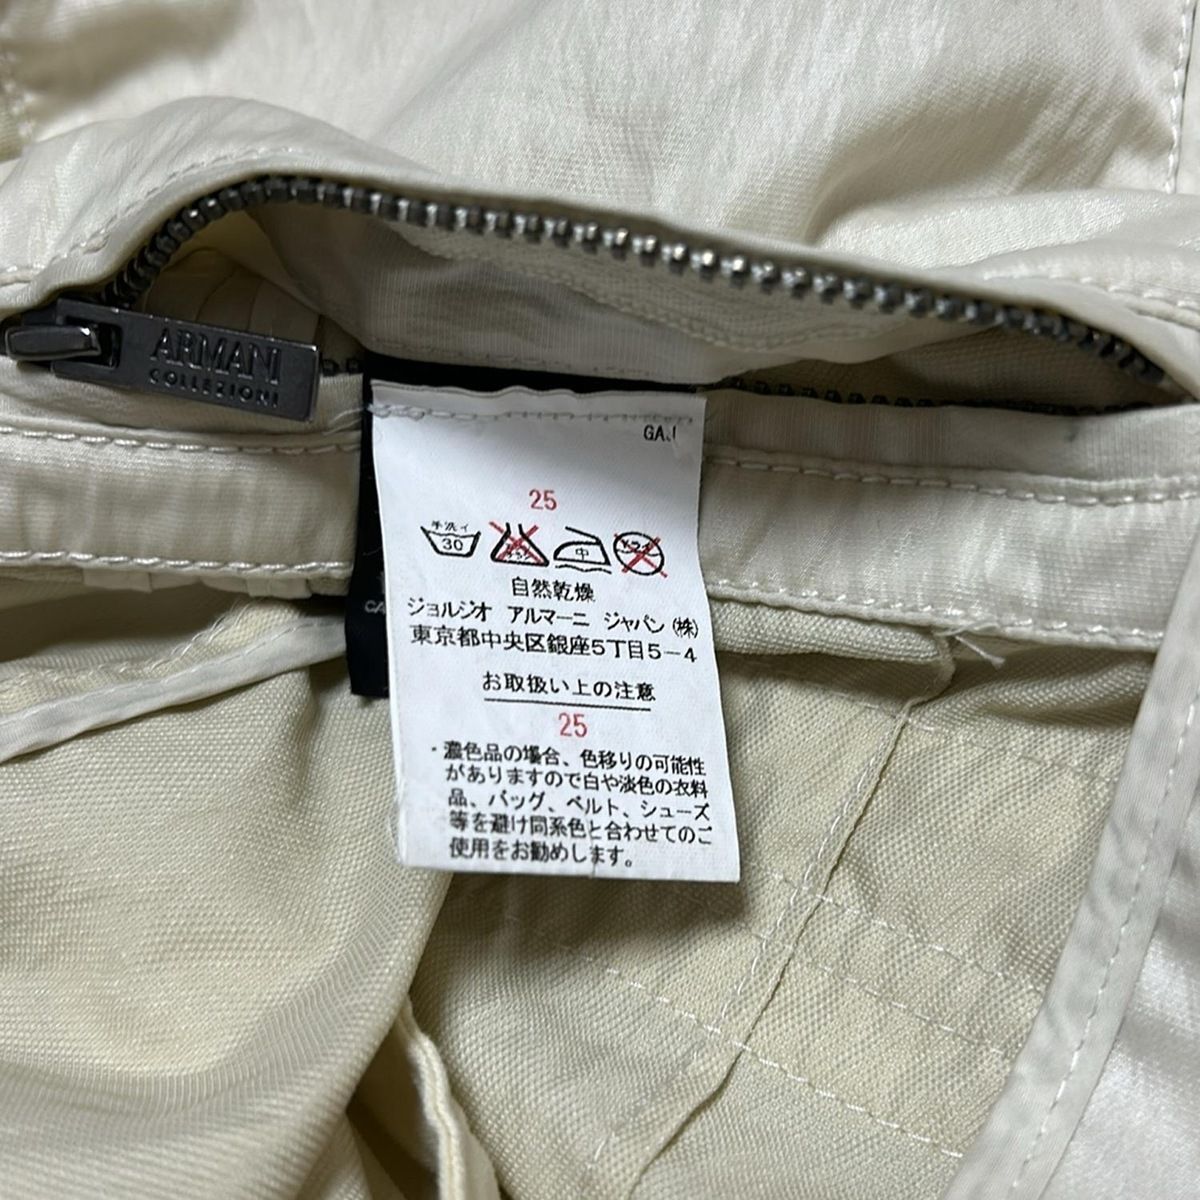 ARMANI
COLLEZIONI
GAJ
25
手洗イ
30
中
ドライ
自然乾燥
ジョルジオ アルマーニ ジャパン(株)
東京都中央区銀座5丁目5-4
お取扱い上の注意
25
・濃色品の場合、色移りの可能性
がありますので白や淡色の衣料
品、バッグ、ベルト、シューズ
等を避け同系色と合わせてのご
使用をお勧めします。